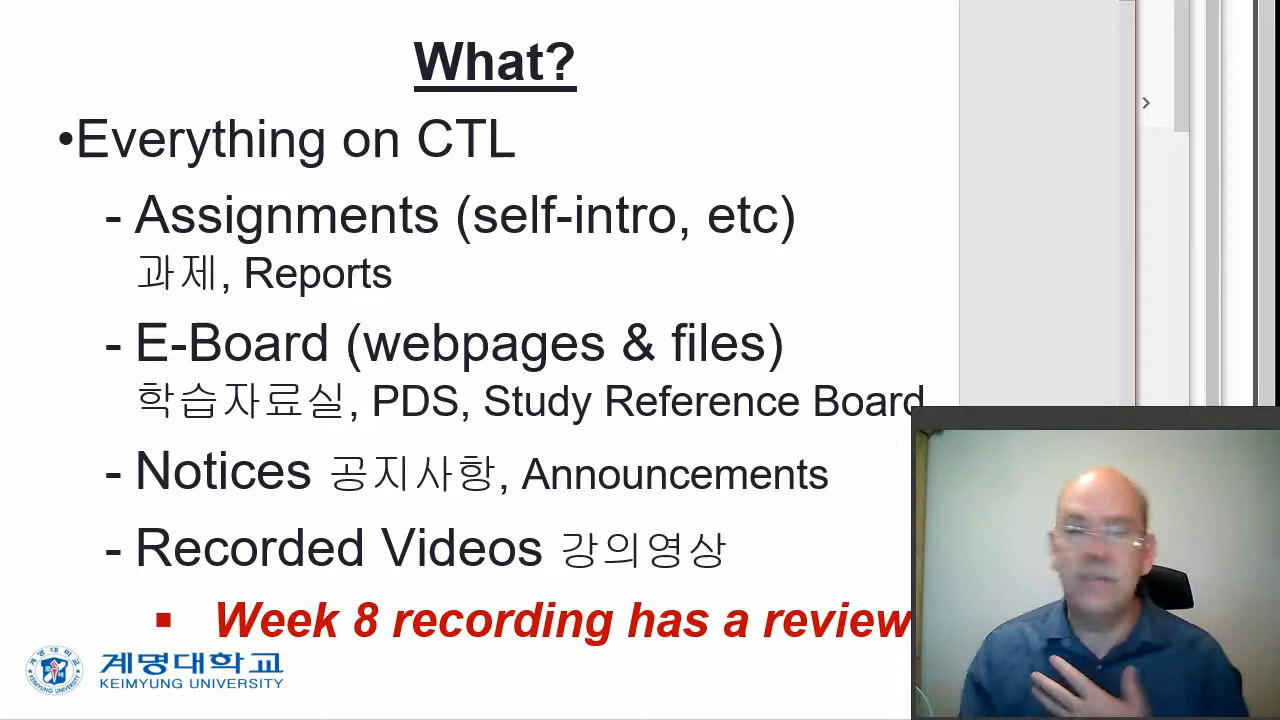 What?
•Everything on CTL
- Assignments (self-intro, etc)
과제, Reports
- E-Board (webpages & files)
학습자료실, PDS, Study Reference Board
- Notices 공지사항, Announcements
- Recorded Videos 강의영상
▪ Week 8 recording has a review
계명대학교
KEIMYUNG UNIVERSITY